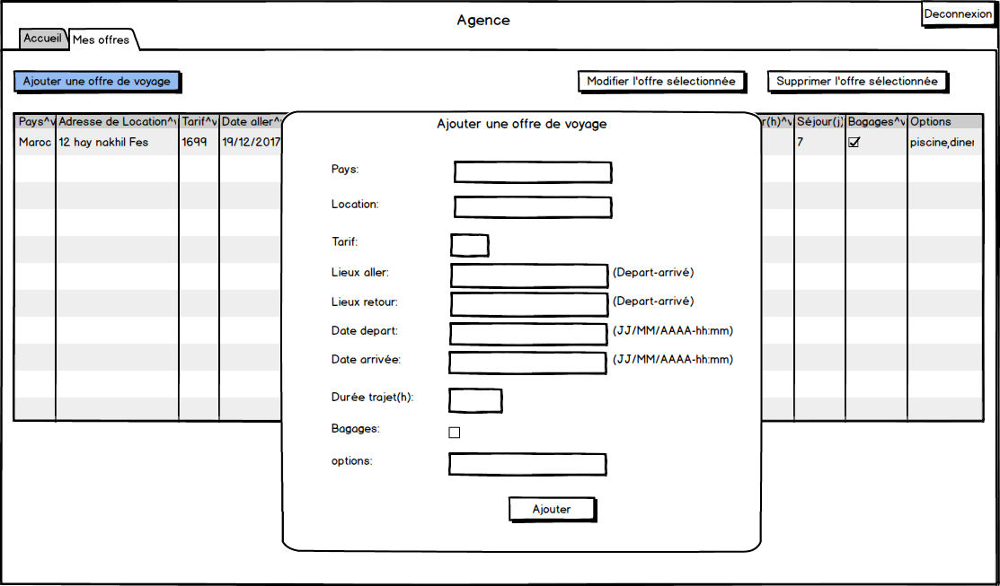 Agence
Deconnexion
Accueil
Mes offres
Ajouter une offre de voyage
Modifier l'offre sélectionnée
Supprimer l'offre sélectionnée
Pays^v Adresse de Location^v Tarif^v Date aller^v r(h)^v Séjour(j) Bagages^v Options
Maroc 12 hay nakhil Fes 1699 19/12/2017 7 piscine,diner
Ajouter une offre de voyage
Pays:
Location:
Tarif:
Lieux aller: (Depart-arrivé)
Lieux retour: (Depart-arrivé)
Date depart: (JJ/MM/AAAA-hh:mm)
Date arrivée: (JJ/MM/AAAA-hh:mm)
Durée trajet(h):
Bagages:
options:
Ajouter